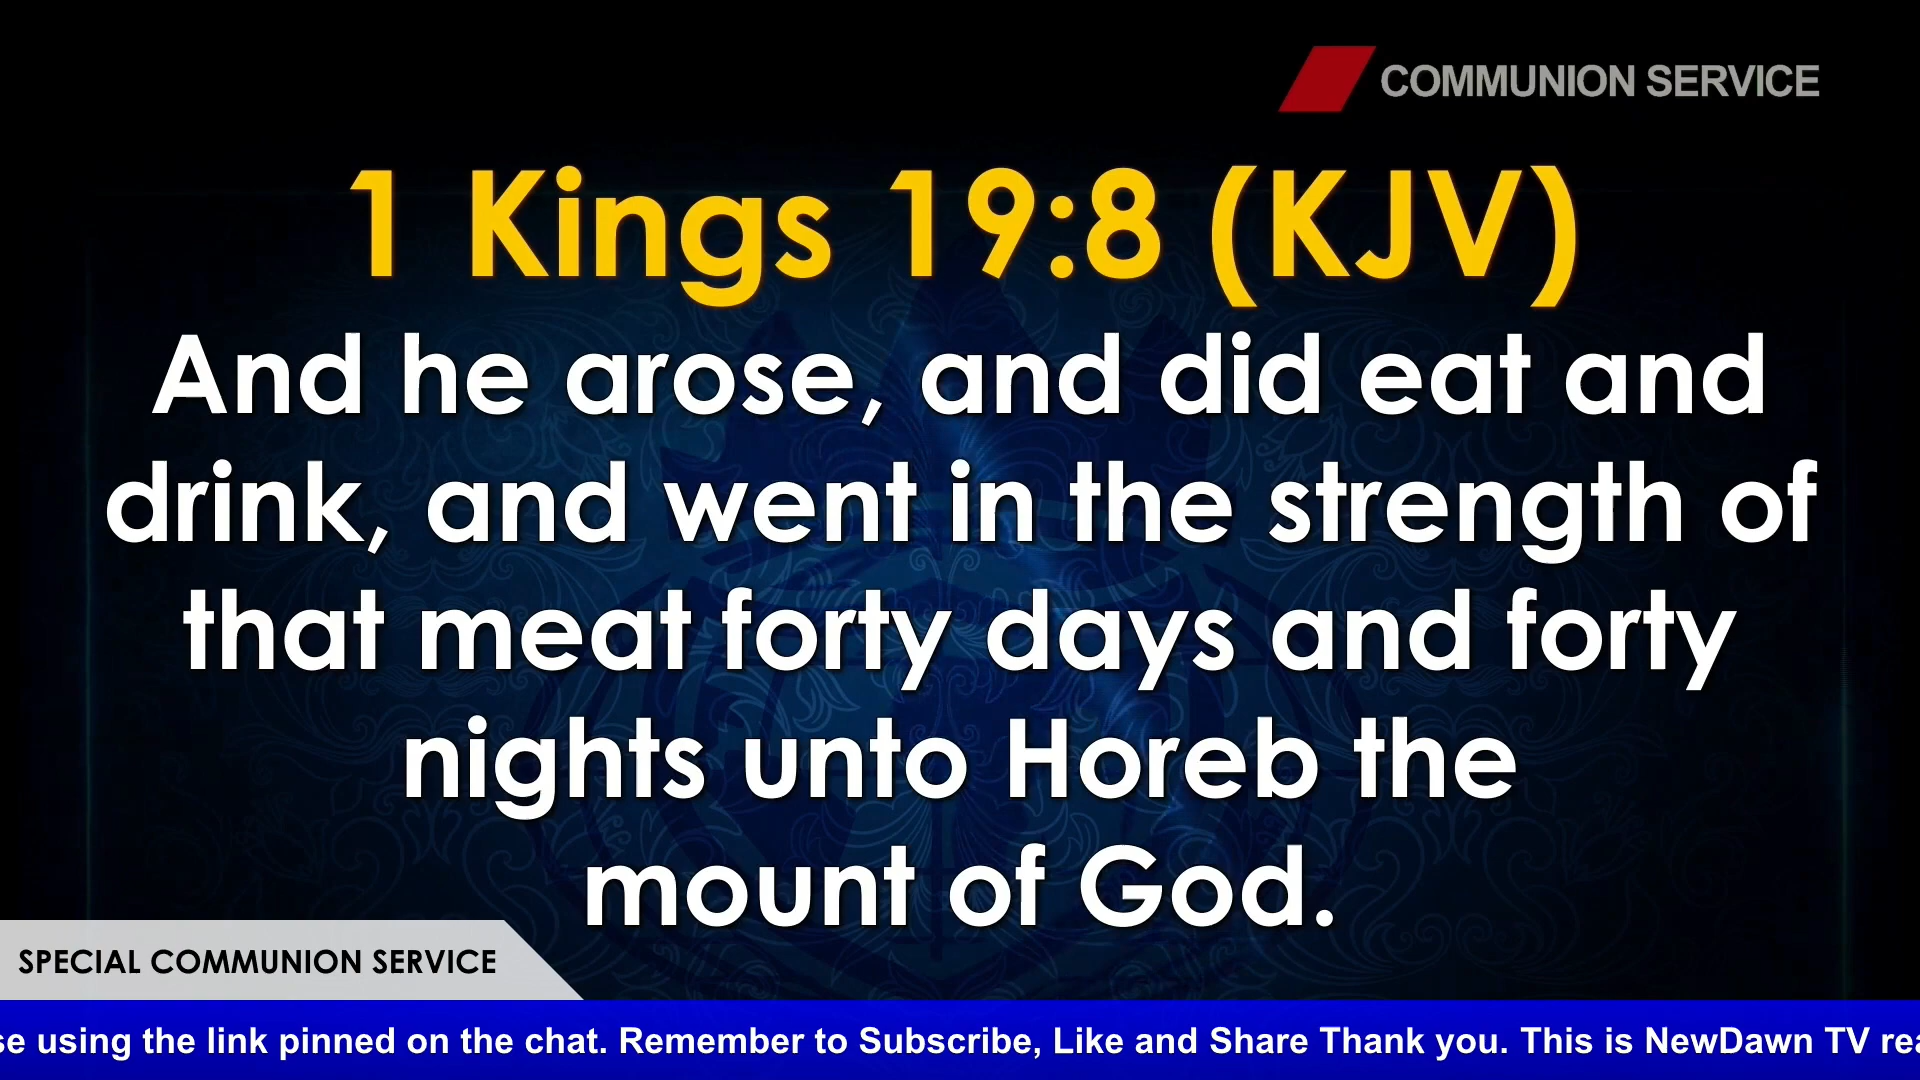 COMMUNION SERVICE
1 Kings 19:8 (KJV)
And he arose, and did eat and
drink, and went in the strength of
that meat forty days and forty
nights unto Horeb the
mount of God.
SPECIAL COMMUNION SERVICE
using the link pinned on the chat. Remember to Subscribe, Like and Share Thank you. This is NewDawn TV